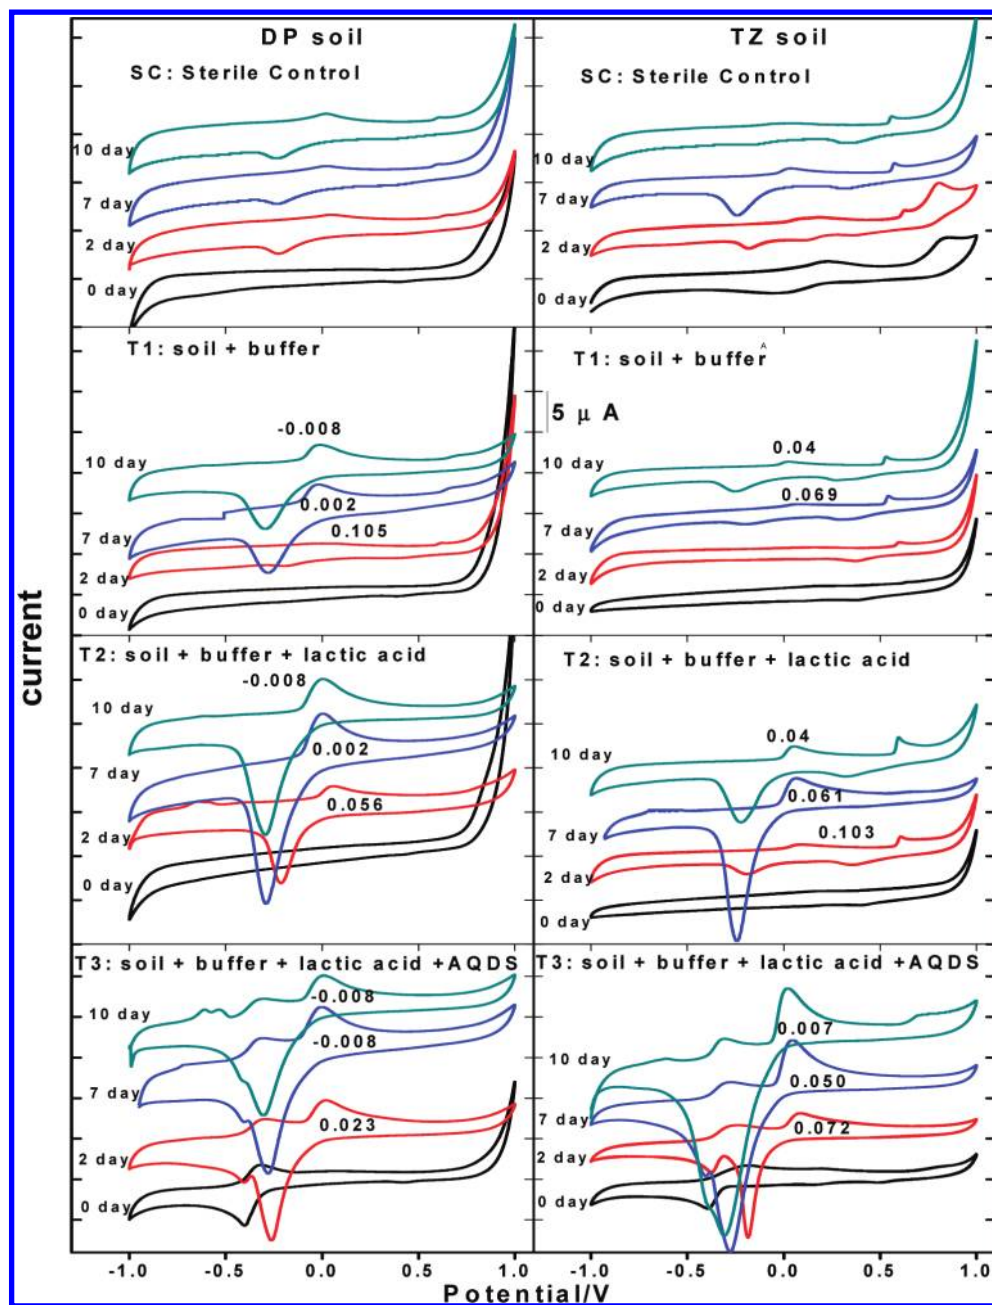 DP soil
SC: Sterile Control
10 day
7 day
2 day
0 day
TZ soil
SC: Sterile Control
10 day
7 day
2 day
0 day
T1: soil + buffer
-0.008
10 day
0.002
7 day
0.105
2 day
0 day
A
T1: soil + buffer
5 μ A
0.04
10 day
0.069
7 day
2 day
0 day
current
T2: soil + buffer + lactic acid
-0.008
10 day
0.002
7 day
0.056
2 day
0 day
T2: soil + buffer + lactic acid
0.04
10 day
0.061
7 day
0.103
2 day
0 day
T3: soil + buffer + lactic acid +AQDS
-0.008
10 day
-0.008
7 day
0.023
2 day
0 day
T3: soil + buffer + lactic acid +AQDS
0.007
10 day
0.050
7 day
0.072
2 day
0 day
-1.0 -0.5 0.0 0.5 1.0
-1.0 -0.5 0.0 0.5 1.0
Potential/V